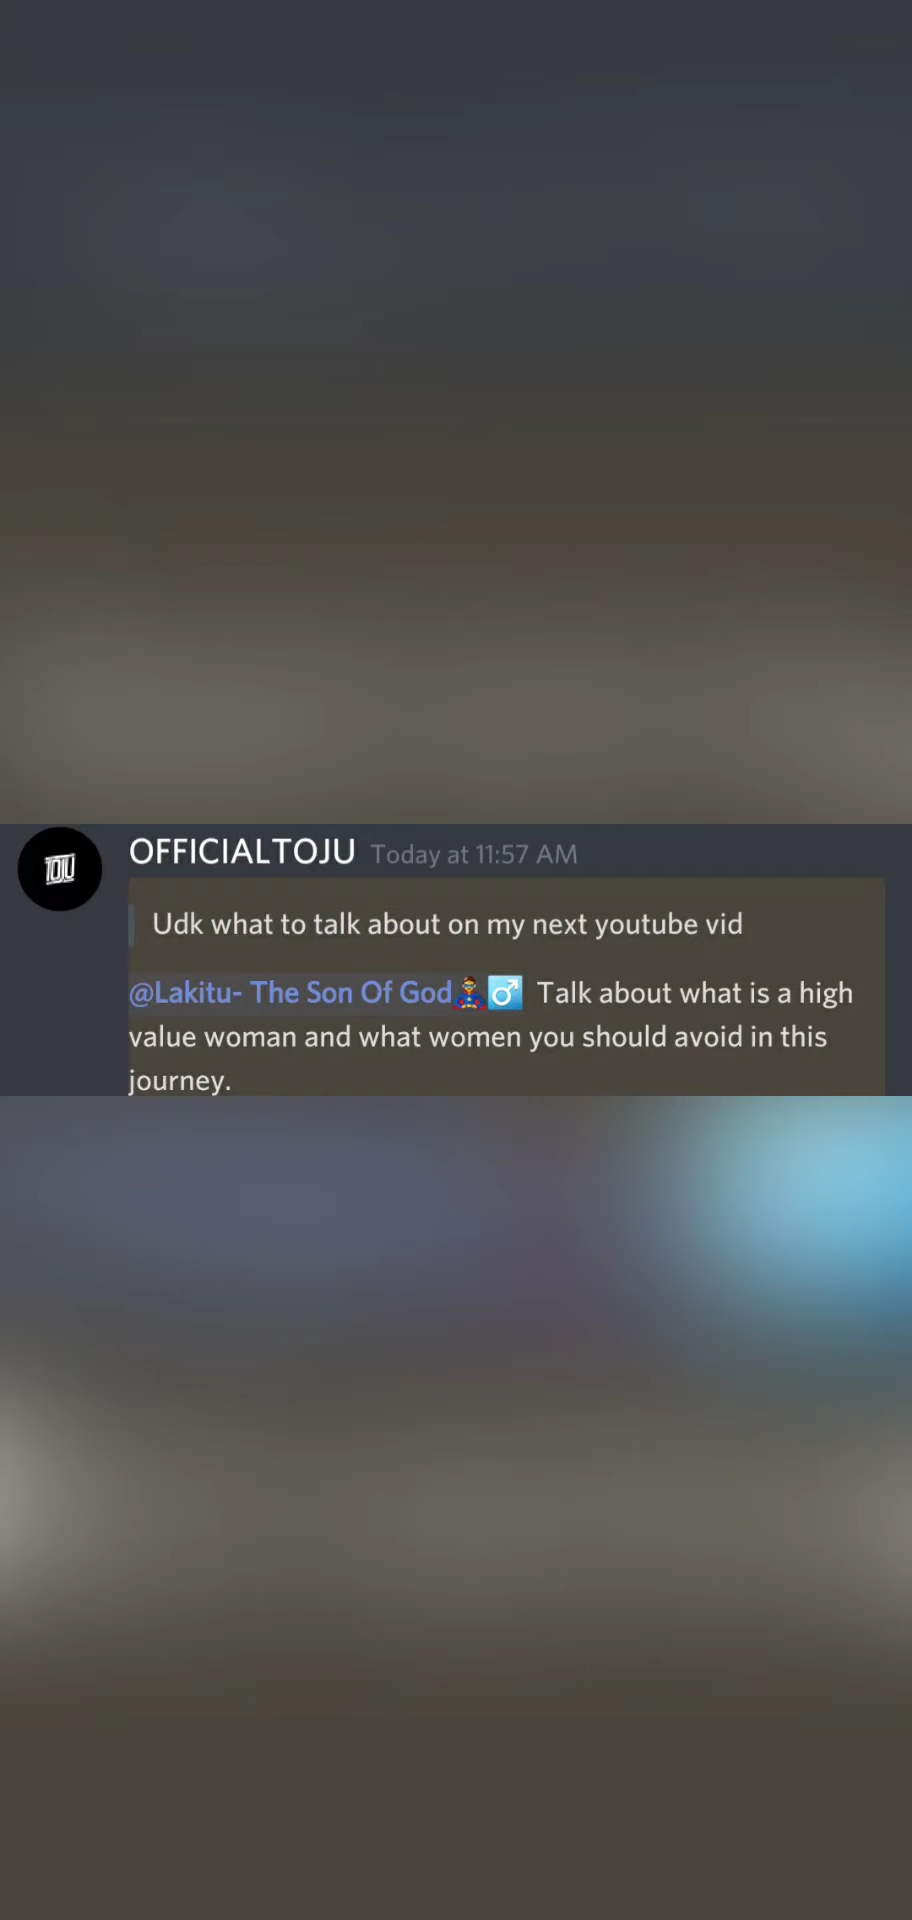 TOJU
OFFICIALTOJU Today at 11:57 AM
Udk what to talk about on my next youtube vid
@Lakitu- The Son Of God🦸‍♂ Talk about what is a high
value woman and what women you should avoid in this
journey.